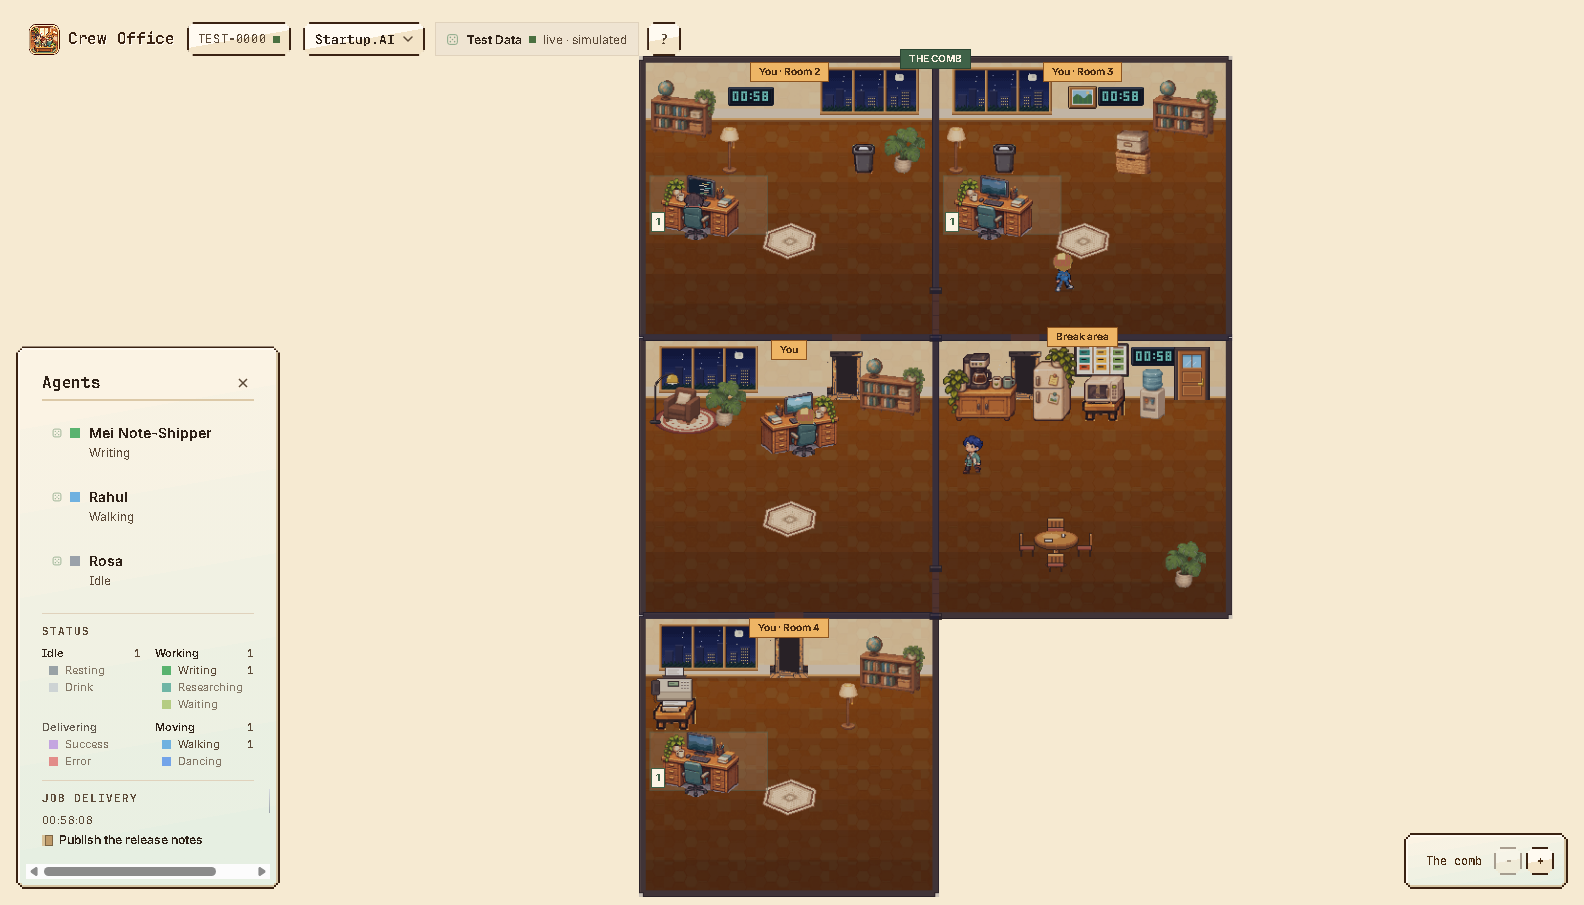 Crew Office
TEST-0000
Startup.AI
Test Data live · simulated
?
THE COMB
You · Room 2
You · Room 3
00:58
00:58
1
1
You
Break area
00:58
You · Room 4
1
Agents
Mei Note-Shipper
Writing
Rahul
Walking
Rosa
Idle
STATUS
Idle 1
Resting
Drink
Working 1
Writing 1
Researching
Waiting
Delivering
Success
Error
Moving 1
Walking 1
Dancing
JOB DELIVERY
00:58:08
Publish the release notes
The comb - +